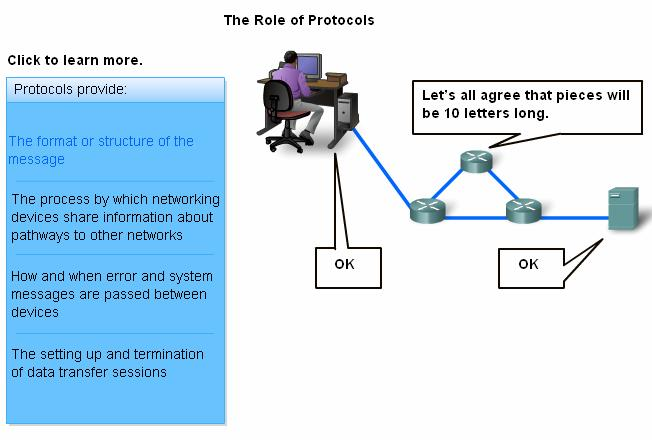 The Role of Protocols
Click to learn more.
Protocols provide:
The format or structure of the
message
The process by which networking
devices share information about
pathways to other networks
How and when error and system
messages are passed between
devices
The setting up and termination
of data transfer sessions
Let's all agree that pieces will
be 10 letters long.
OK
OK